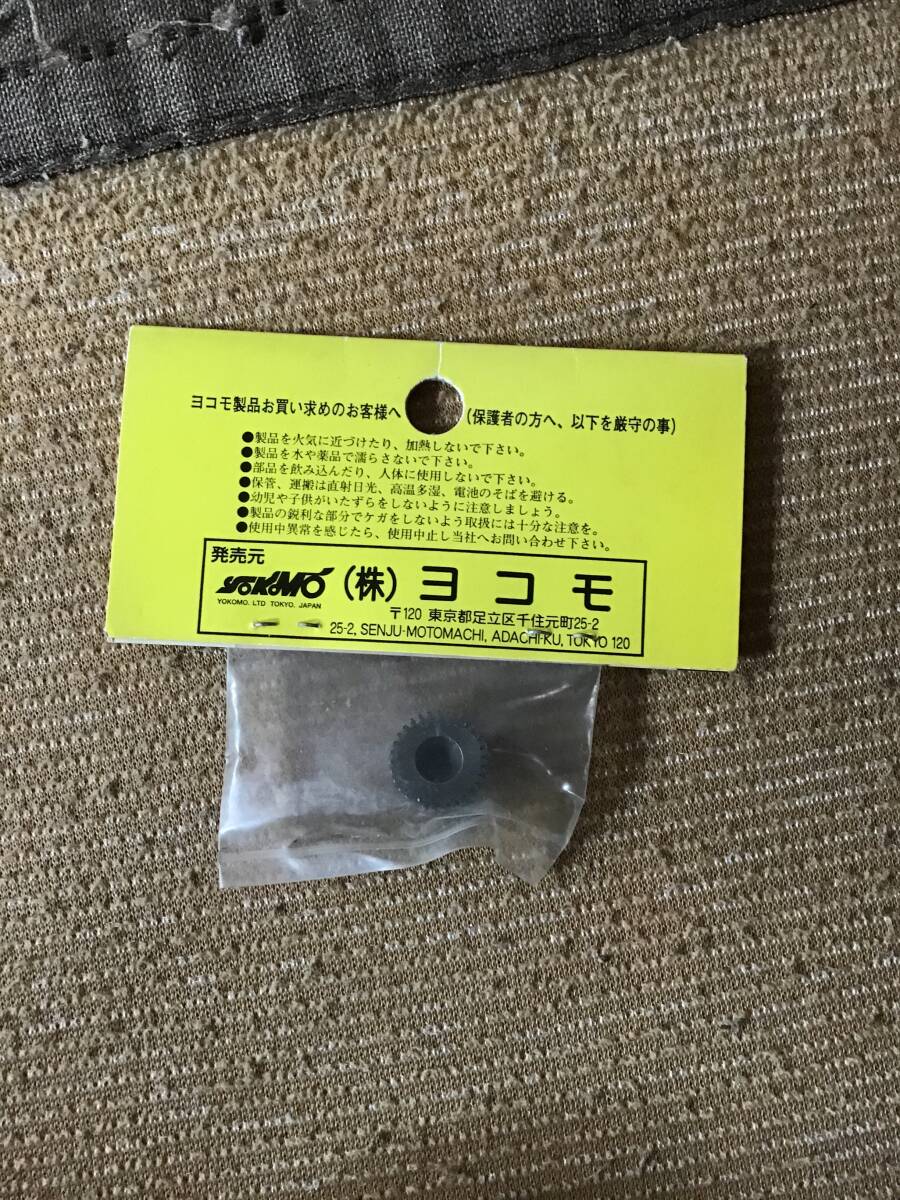 ヨコモ製品お買い求めのお客様へ (保護者の方へ、以下を厳守の事)
●製品を火気に近づけたり、加熱しないで下さい。
●製品を水や薬品で濡らさないで下さい。
●部品を飲み込んだり、人体に使用しないで下さい。
●保管、運搬は直射日光、高温多湿、電池のそばを避ける。
●幼児や子供がいたずらをしないように注意しましょう。
●製品の鋭利な部分でケガをしないよう取扱には十分な注意を。
●使用中異常を感じたら、使用中止し当社へお問い合わせ下さい。
発売元
YOKOMO (株) ヨコモ
YOKOMO. LTD TOKYO. JAPAN
〒120 東京都足立区千住元町25-2
25-2, SENJU-MOTOMACHI, ADACHI-KU, TOKYO 120